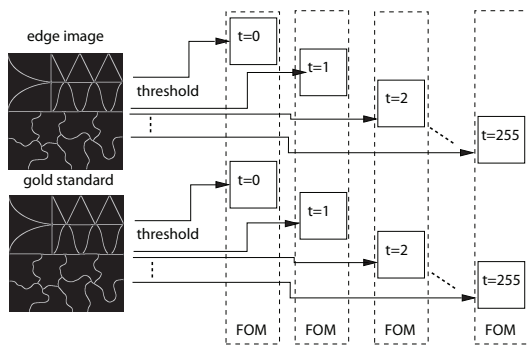 edge image
t=0
t=1
threshold
t=2
t=255
gold standard
t=0
t=1
threshold
t=2
t=255
FOM
FOM
FOM
FOM